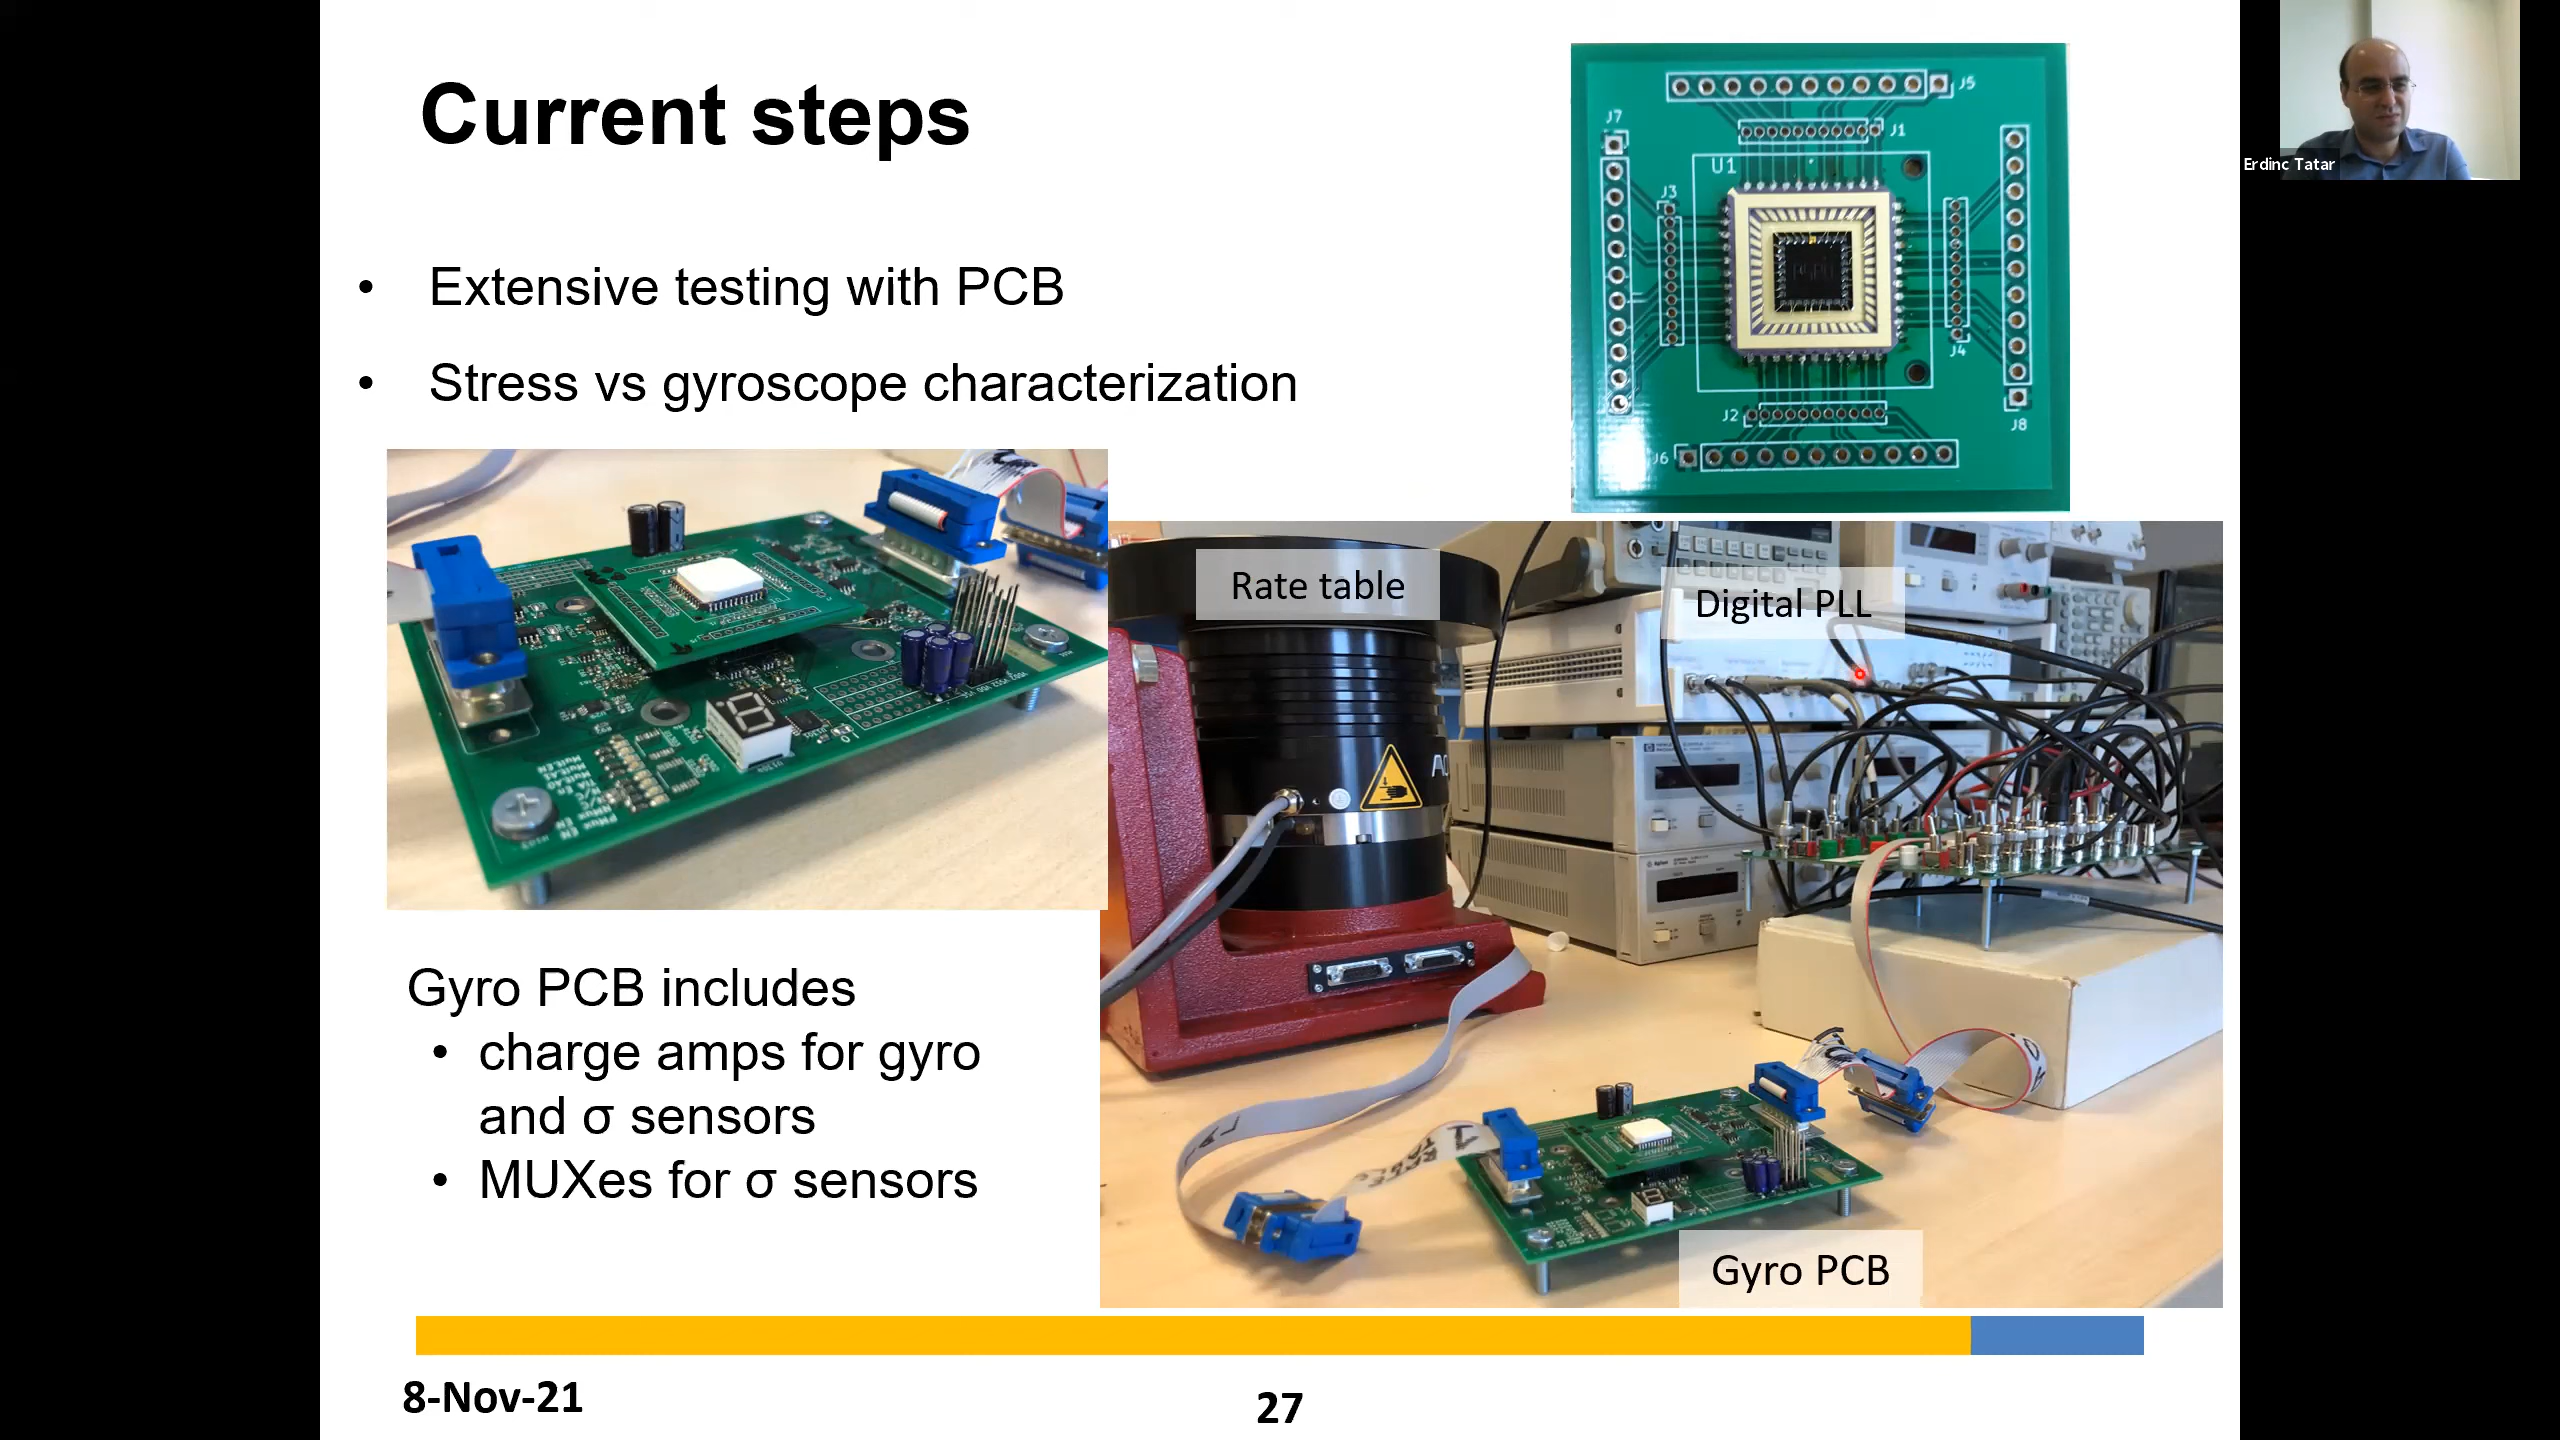 Current steps
• Extensive testing with PCB
• Stress vs gyroscope characterization
J5
J7
J1
U1
J3
J4
J2
J8
J6
Erdinc Tatar
Rate table
Digital PLL
Gyro PCB
Gyro PCB includes
• charge amps for gyro
and σ sensors
• MUXes for σ sensors
8-Nov-21
27